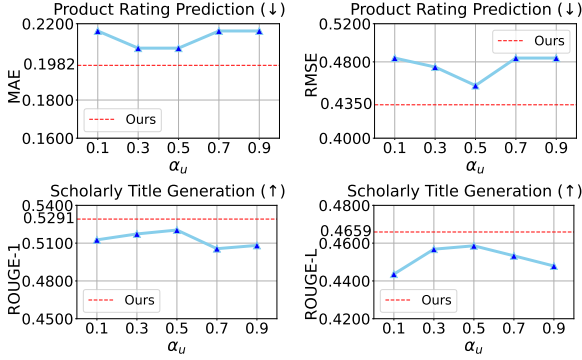 Product Rating Prediction (↓)
0.2200
0.1982
0.1800
0.1600
MAE
Ours
0.1 0.3 0.5 0.7 0.9
αu
Product Rating Prediction (↓)
0.5200
0.4800
0.4350
0.4000
RMSE
Ours
0.1 0.3 0.5 0.7 0.9
αu
Scholarly Title Generation (↑)
0.5400
0.5291
0.5100
0.4800
0.4500
ROUGE-1
Ours
0.1 0.3 0.5 0.7 0.9
αu
Scholarly Title Generation (↑)
0.4800
0.4659
0.4600
0.4400
0.4200
ROUGE-L
Ours
0.1 0.3 0.5 0.7 0.9
αu